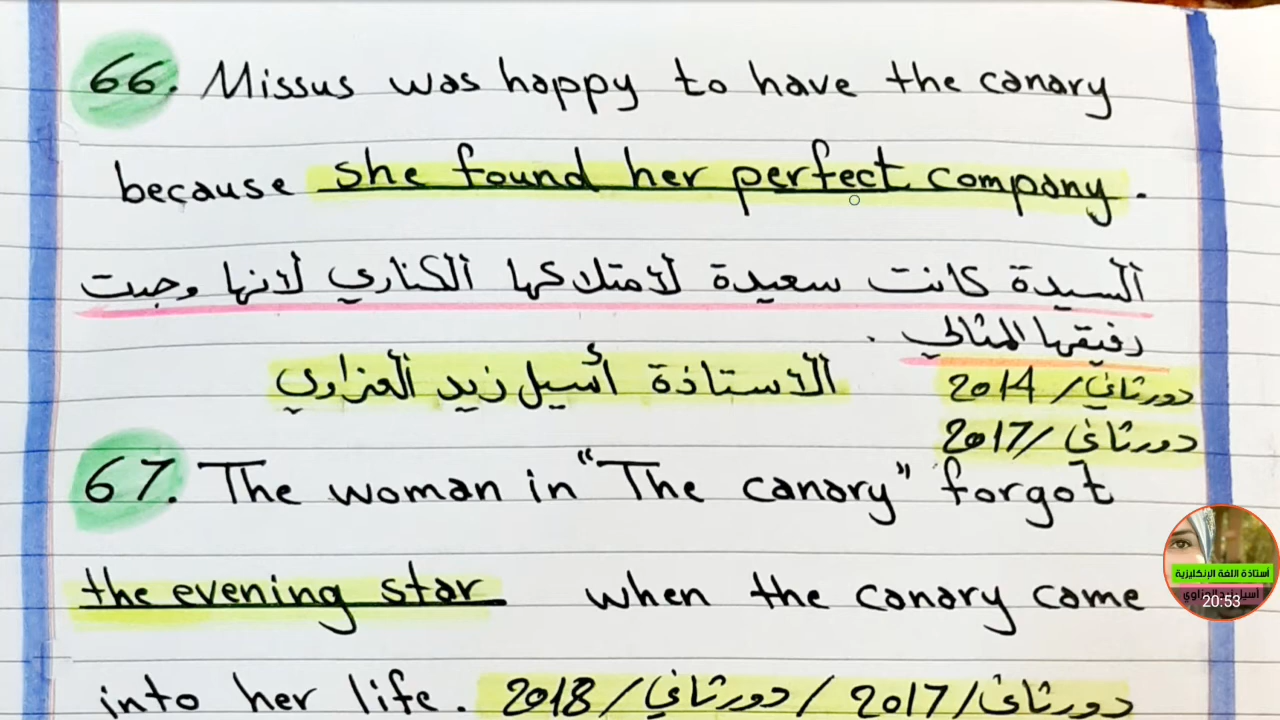 66. Missus was happy to have the canary
because she found her perfect company.
السيدة كانت سعيدة لامتلاكها الكناري لانها وجدت
رفيقها المثالي.
دور ثاني / 2014
الاستاذة أسيل زيد العزاوي
دور ثاني / 2017
67. The woman in "The canary" forgot
the evening star when the canary came
into her life. دور ثاني / 2017 / دور ثاني / 2018
أستاذة اللغة الإنكليزية
أسيل زيد العزاوي
20:53